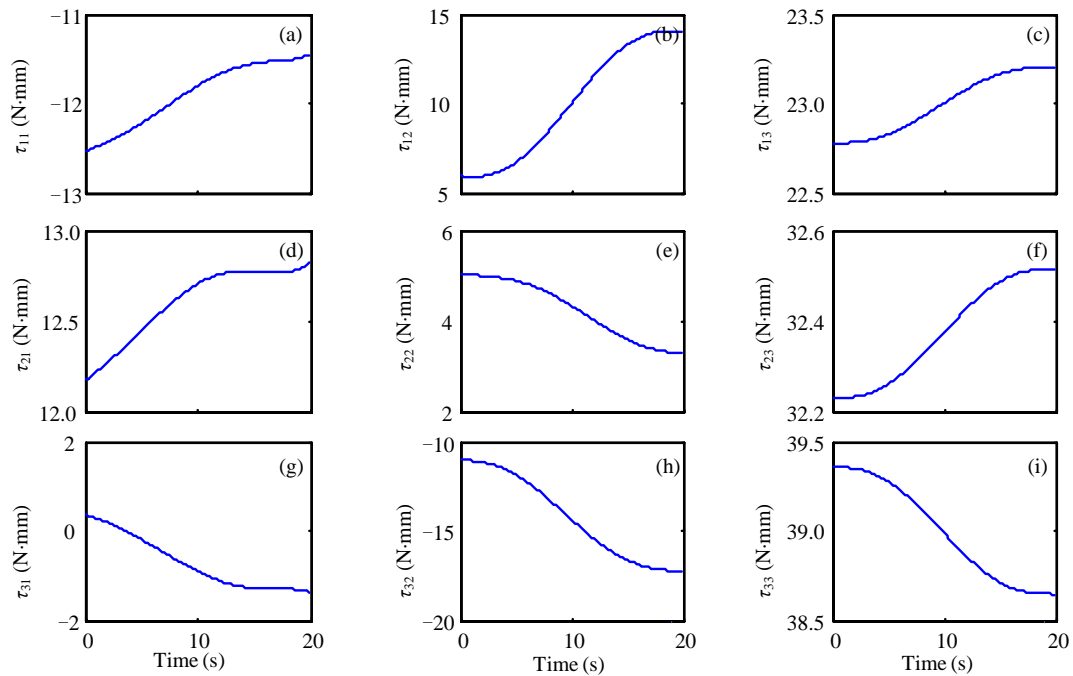 −11
(a)
−12
−13
τ11 (N·mm)
15
(b)
10
5
τ12 (N·mm)
23.5
(c)
23.0
22.5
τ13 (N·mm)
13.0
(d)
12.5
12.0
τ21 (N·mm)
6
(e)
4
2
τ22 (N·mm)
32.6
(f)
32.4
32.2
τ23 (N·mm)
2
(g)
0
−2
τ31 (N·mm)
0 10 20
Time (s)
−10
(h)
−15
−20
τ32 (N·mm)
0 10 20
Time (s)
39.5
(i)
39.0
38.5
τ33 (N·mm)
0 10 20
Time (s)